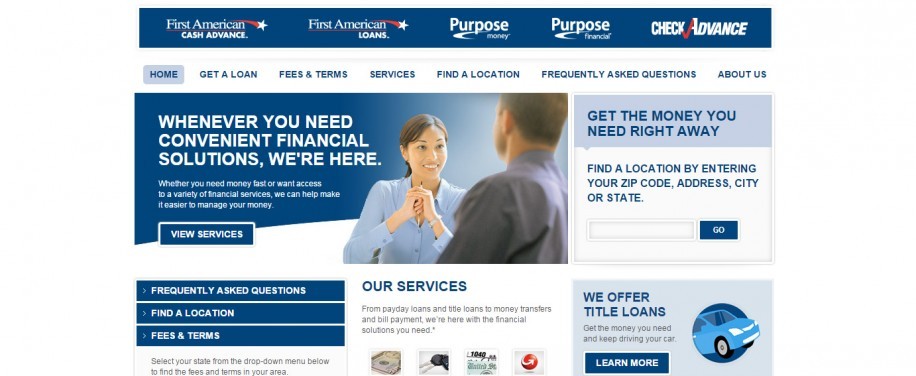 First American
CASH ADVANCE.
First American
LOANS.
Purpose
money
Purpose
financial
CHECK ADVANCE
HOME
GET A LOAN
FEES & TERMS
SERVICES
FIND A LOCATION
FREQUENTLY ASKED QUESTIONS
ABOUT US
WHENEVER YOU NEED
CONVENIENT FINANCIAL
SOLUTIONS, WE'RE HERE.
Whether you need money fast or want access
to a variety of financial services, we can help make
it easier to manage your money.
VIEW SERVICES
GET THE MONEY YOU
NEED RIGHT AWAY
FIND A LOCATION BY ENTERING
YOUR ZIP CODE, ADDRESS, CITY
OR STATE.
GO
FREQUENTLY ASKED QUESTIONS
FIND A LOCATION
FEES & TERMS
Select your state from the drop-down menu below
to find the fees and terms in your area.
OUR SERVICES
From payday loans and title loans to money transfers
and bill payment, we're here with the financial
solutions you need.*
1040
WE OFFER
TITLE LOANS
Get the money you need
and keep driving your car.
LEARN MORE